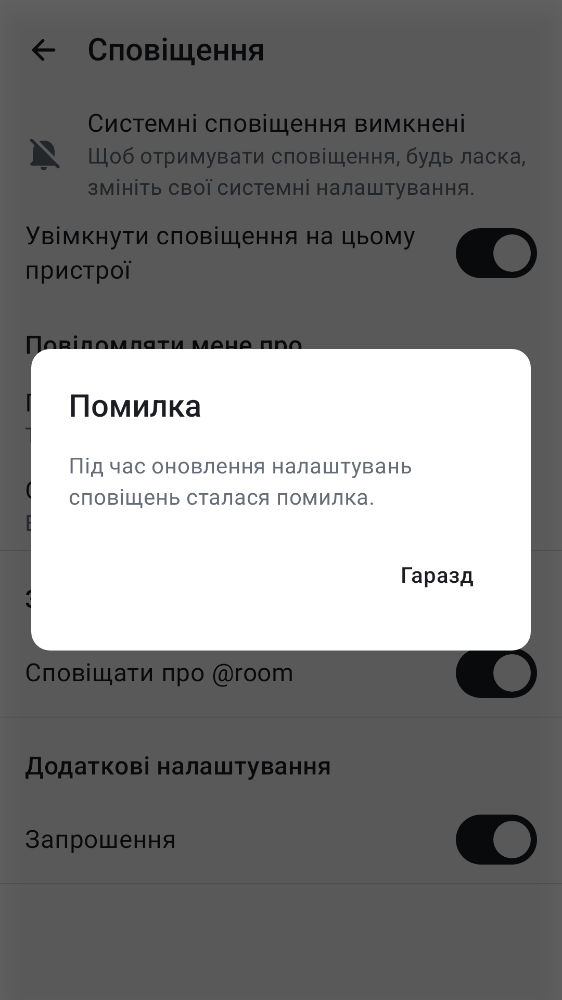 Сповіщення
Системні сповіщення вимкнені
Щоб отримувати сповіщення, будь ласка,
змініть свої системні налаштування.
Увімкнути сповіщення на цьому
пристрої
Повідомляти мене про
Помилка
Під час оновлення налаштувань
сповіщень сталася помилка.
Гаразд
Сповіщати про @room
Додаткові налаштування
Запрошення